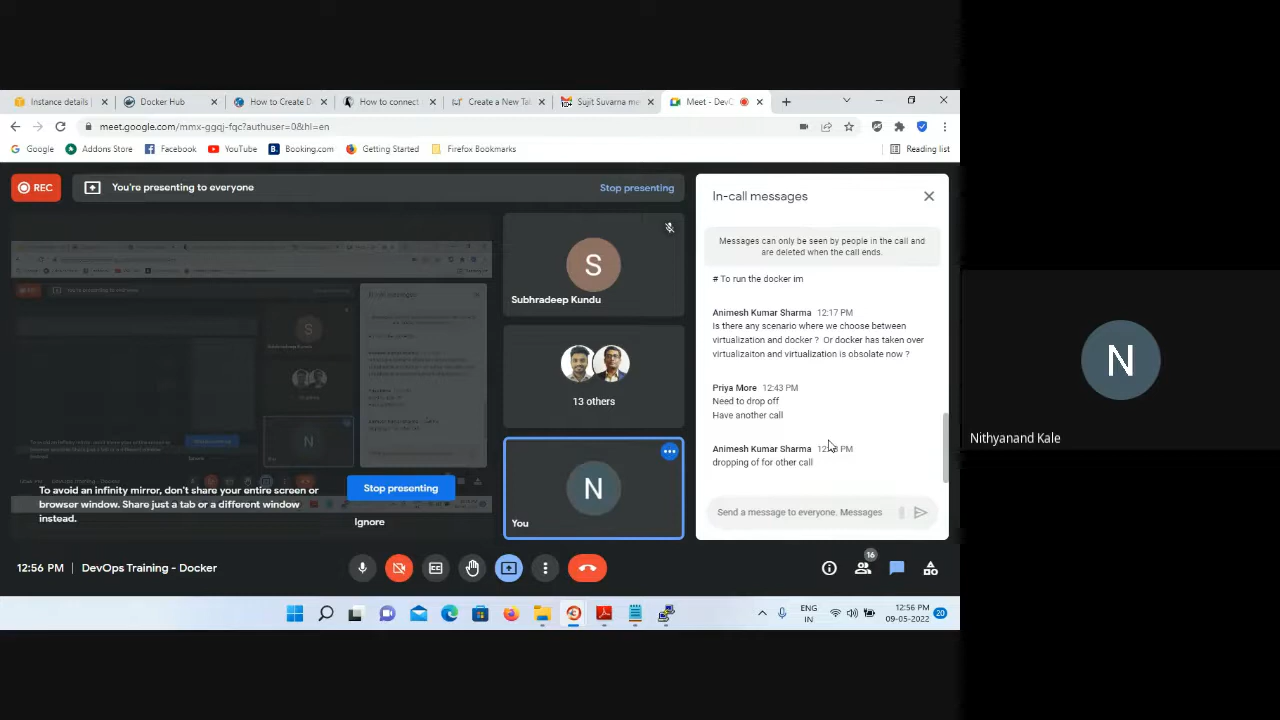 Instance details
Docker Hub
How to Create D
How to connect
Create a New Tal
Sujit Suvarna me
Meet - DevO
meet.google.com/mmx-ggqj-fqc?authuser=0&hl=en
Google
Addons Store
Facebook
YouTube
Booking.com
Getting Started
Firefox Bookmarks
Reading list
REC
You're presenting to everyone
Stop presenting
In-call messages
Messages can only be seen by people in the call and
are deleted when the call ends.
# To run the docker im
Animesh Kumar Sharma 12:17 PM
Is there any scenario where we choose between
virtualization and docker ? Or docker has taken over
virtualizaiton and virtualization is obsolate now ?
Priya More 12:43 PM
Need to drop off
Have another call
Animesh Kumar Sharma
PM
dropping of for other call
Send a message to everyone. Messages
S
Subhradeep Kundu
13 others
N
You
To avoid an infinity mirror, don't share your entire screen or
browser window. Share just a tab or a different window
instead.
Stop presenting
Ignore
12:56 PM | DevOps Training - Docker
16
ENG
IN
12:56 PM
09-05-2022
20
N
Nithyanand Kale